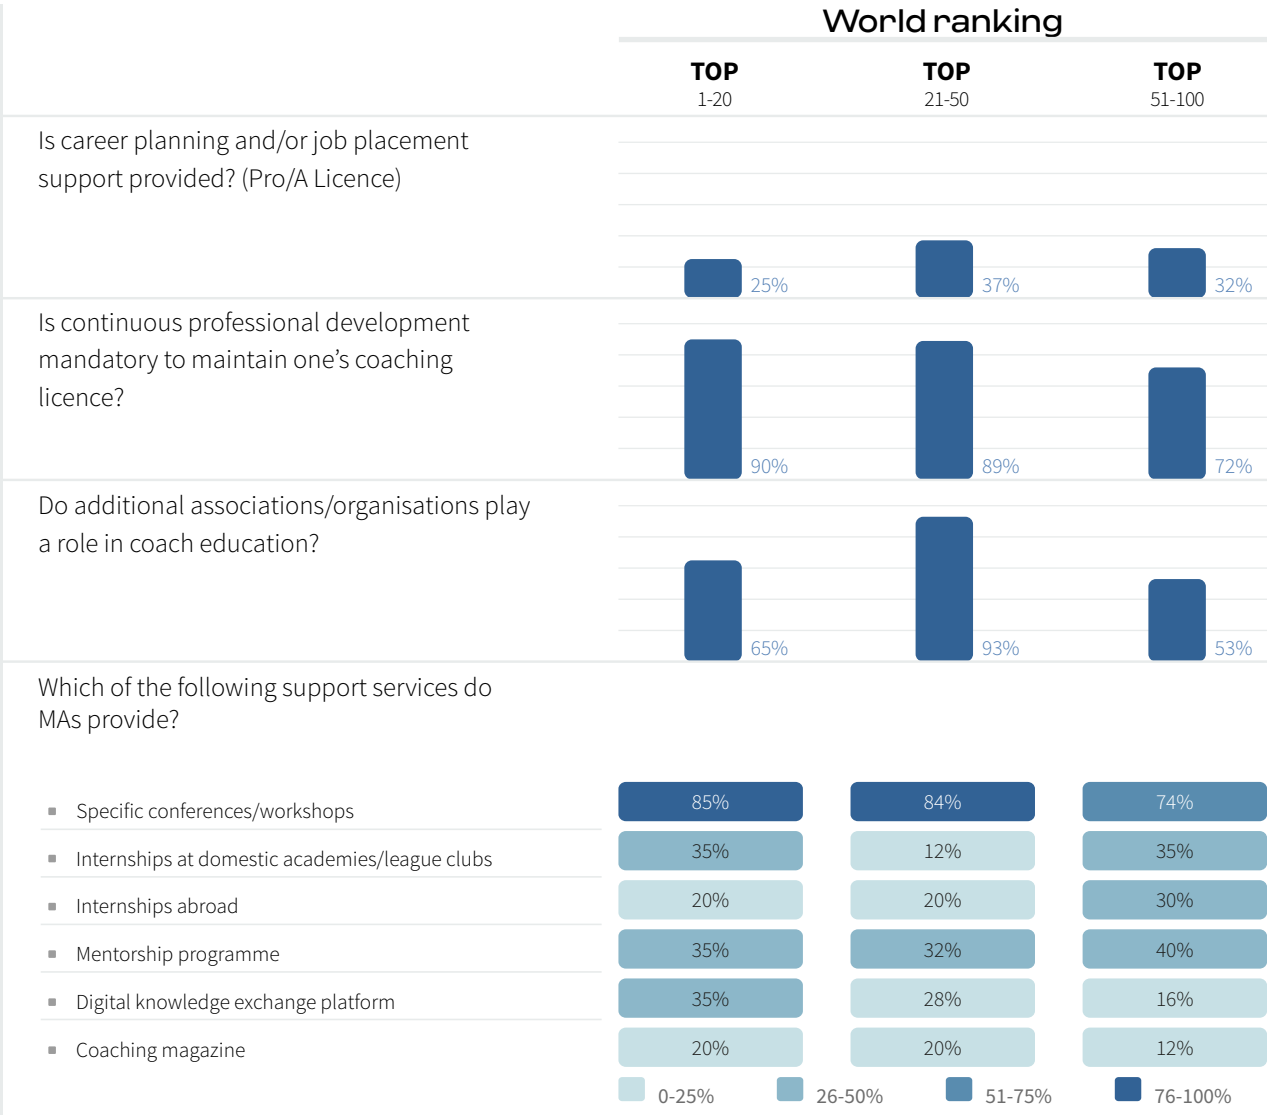 World ranking
TOP TOP TOP
1-20 21-50 51-100
Is career planning and/or job placement
support provided? (Pro/A Licence)
25% 37% 32%
Is continuous professional development
mandatory to maintain one’s coaching
licence?
90% 89% 72%
Do additional associations/organisations play
a role in coach education?
65% 93% 53%
Which of the following support services do
MAs provide?
Specific conferences/workshops 85% 84% 74%
Internships at domestic academies/league clubs 35% 12% 35%
Internships abroad 20% 20% 30%
Mentorship programme 35% 32% 40%
Digital knowledge exchange platform 35% 28% 16%
Coaching magazine 20% 20% 12%
0-25% 26-50% 51-75% 76-100%